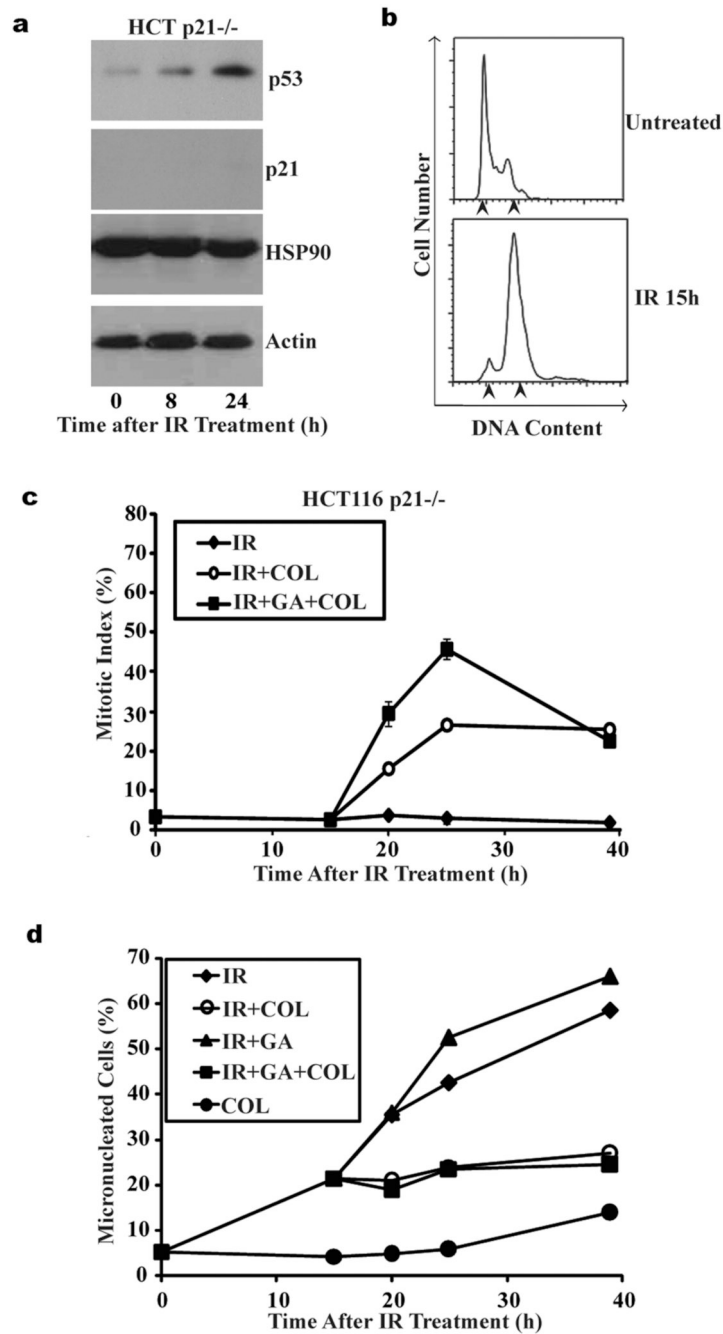 a
HCT p21-/-
p53
p21
HSP90
Actin
0 8 24
Time after IR Treatment (h)
b
Untreated
IR 15h
Cell Number
DNA Content
c
HCT116 p21-/-
80
70
60
50
40
30
20
10
0
Mitotic Index (%)
IR
IR+COL
IR+GA+COL
0 10 20 30 40
Time After IR Treatment (h)
d
70
60
50
40
30
20
10
0
Micronucleated Cells (%)
IR
IR+COL
IR+GA
IR+GA+COL
COL
0 10 20 30 40
Time After IR Treatment (h)